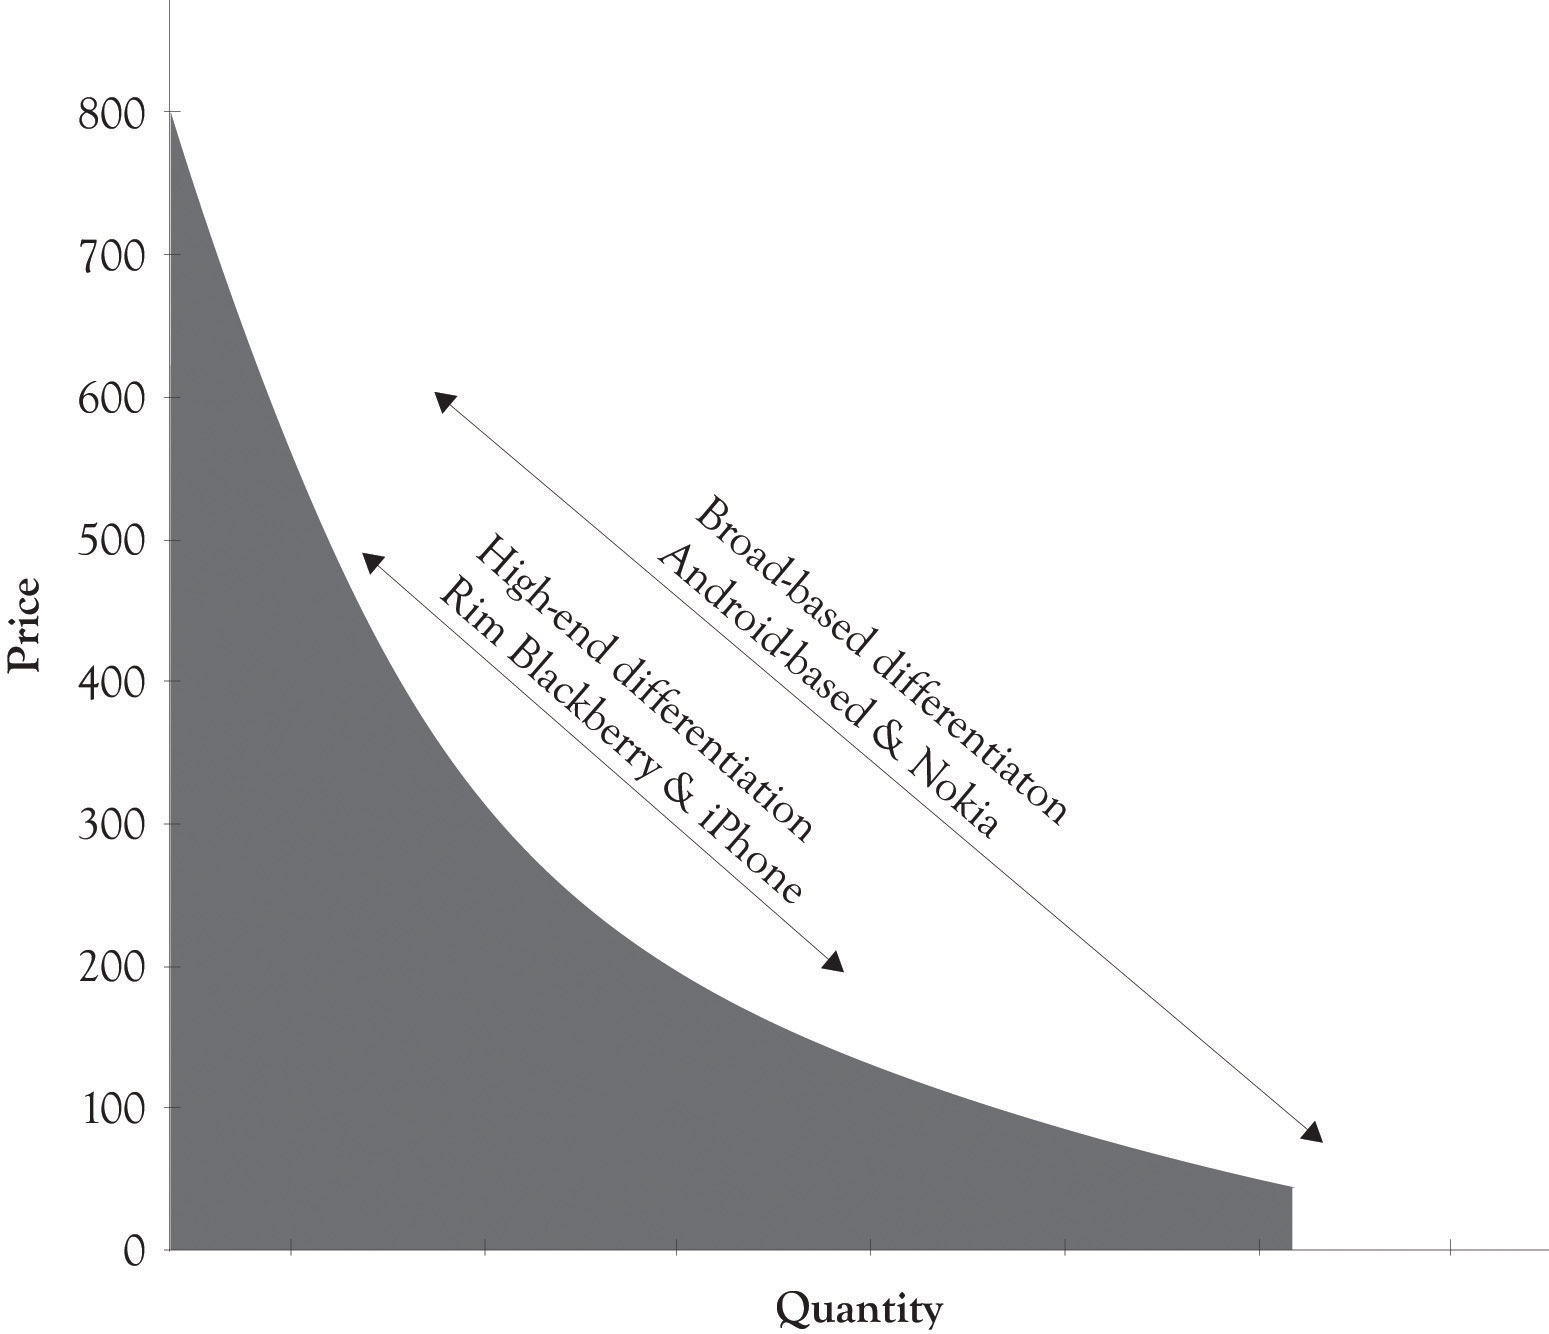 800
700
600
500
400
300
200
100
0
Price
Broad-based differentiaton
Android-based & Nokia
High-end differentiation
Rim Blackberry & iPhone
Quantity